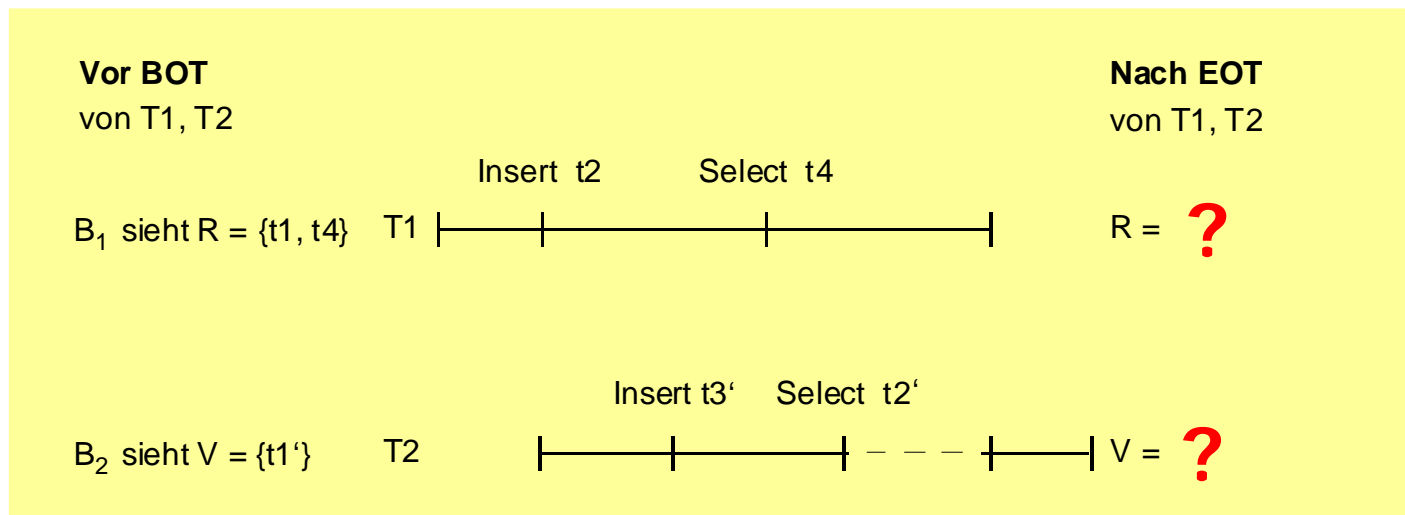 Vor BOT
von T1, T2
Nach EOT
von T1, T2
Insert t2 Select t4
B₁ sieht R = {t1, t4} T1 R = ?
Insert t3‘ Select t2‘
B₂ sieht V = {t1‘} T2 V = ?